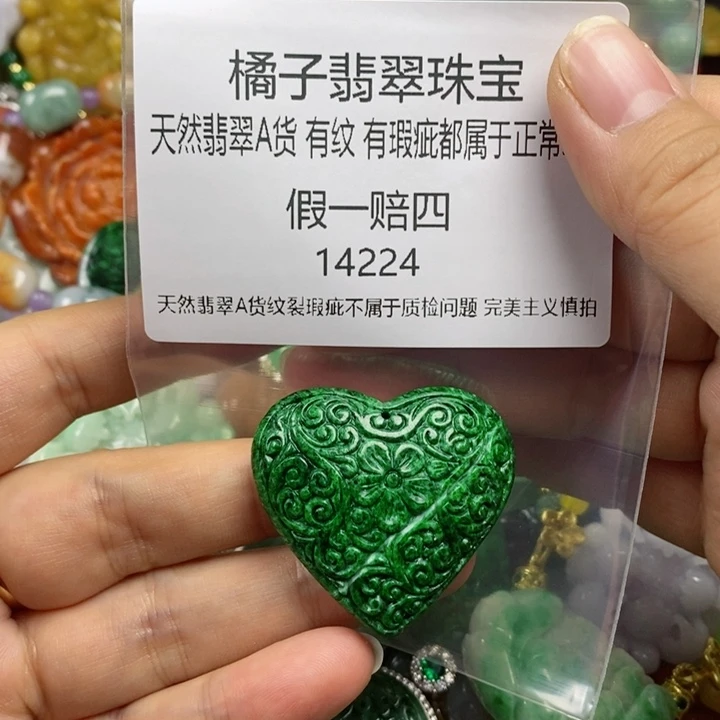 橘子翡翠珠宝
天然翡翠A货 有纹 有瑕疵都属于正常
假一赔四
14224
天然翡翠A货纹裂瑕疵不属于质检问题 完美主义慎拍